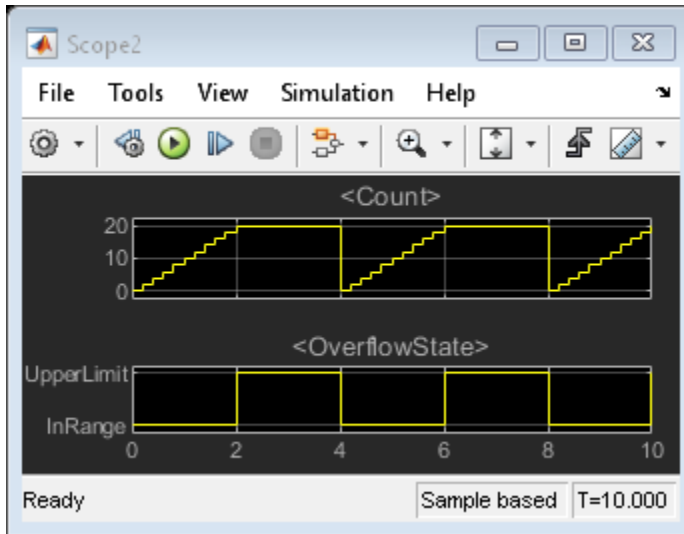 Scope2
File Tools View Simulation Help
<Count>
20
10
0
<OverflowState>
UpperLimit
InRange
0 2 4 6 8 10
Ready Sample based T=10.000